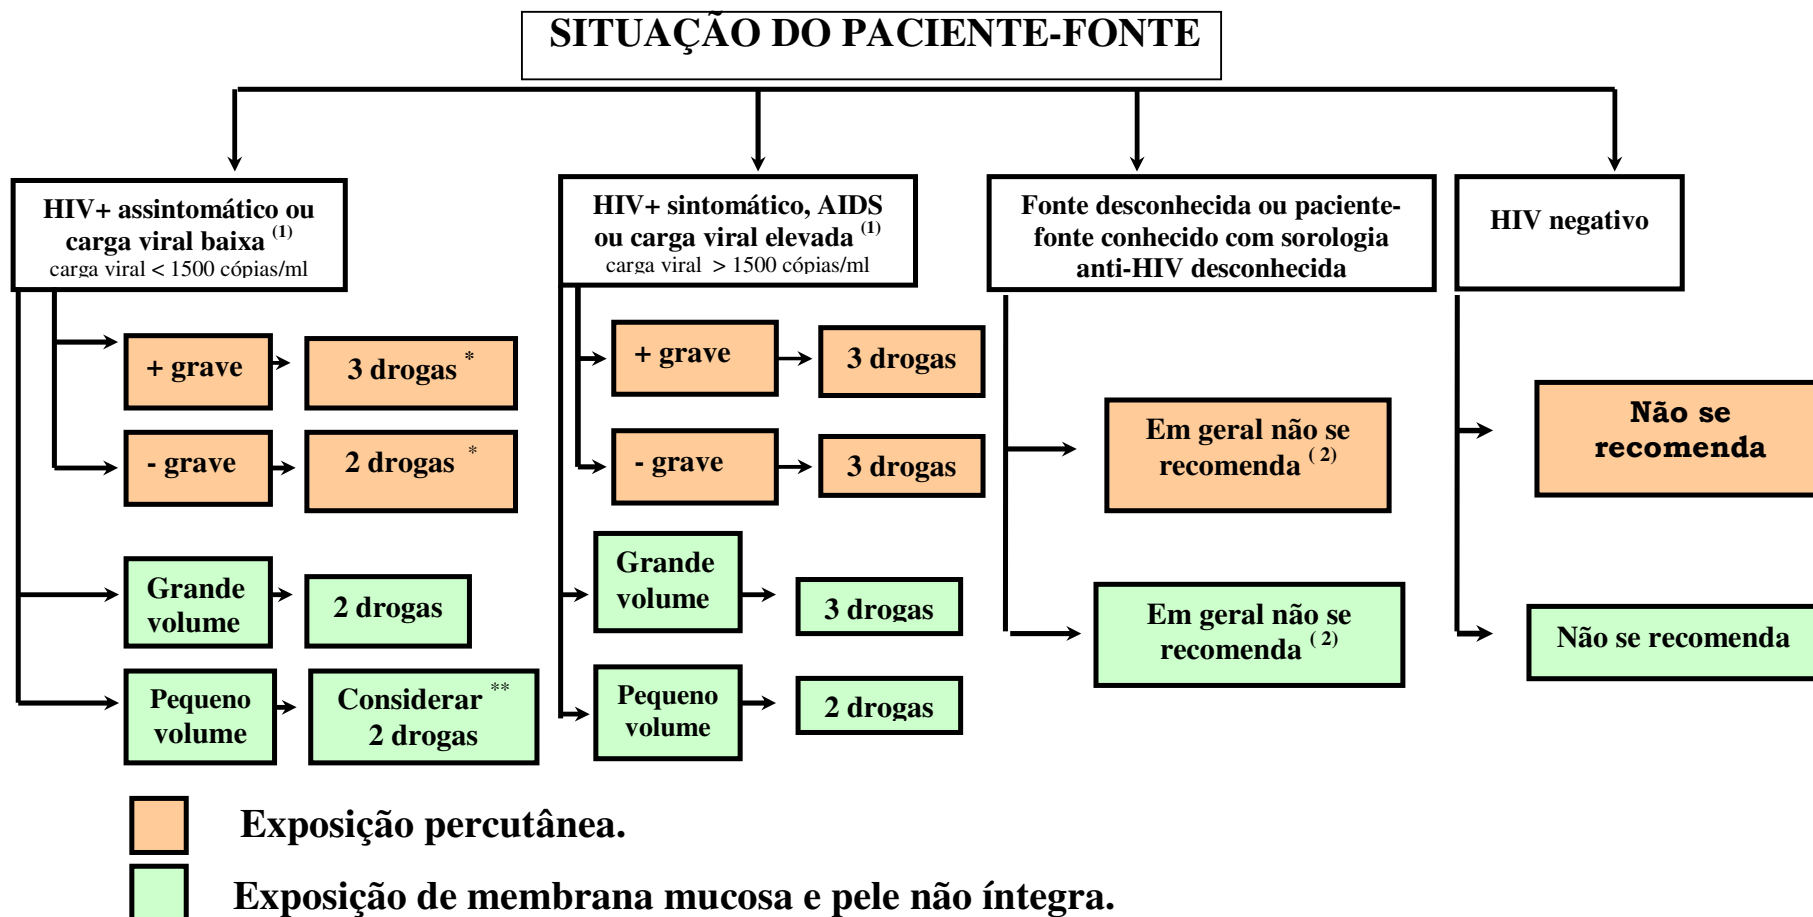 SITUAÇÃO DO PACIENTE-FONTE
HIV+ assintomático ou
carga viral baixa (1)
carga viral < 1500 cópias/ml
HIV+ sintomático, AIDS
ou carga viral elevada (1)
carga viral > 1500 cópias/ml
Fonte desconhecida ou paciente-
fonte conhecido com sorologia
anti-HIV desconhecida
HIV negativo
+ grave
3 drogas *
- grave
2 drogas *
Grande
volume
2 drogas
Pequeno
volume
Considerar **
2 drogas
+ grave
3 drogas
- grave
3 drogas
Grande
volume
3 drogas
Pequeno
volume
2 drogas
Em geral não se
recomenda ( 2)
Em geral não se
recomenda ( 2)
Não se
recomenda
Não se recomenda
Exposição percutânea.
Exposição de membrana mucosa e pele não íntegra.